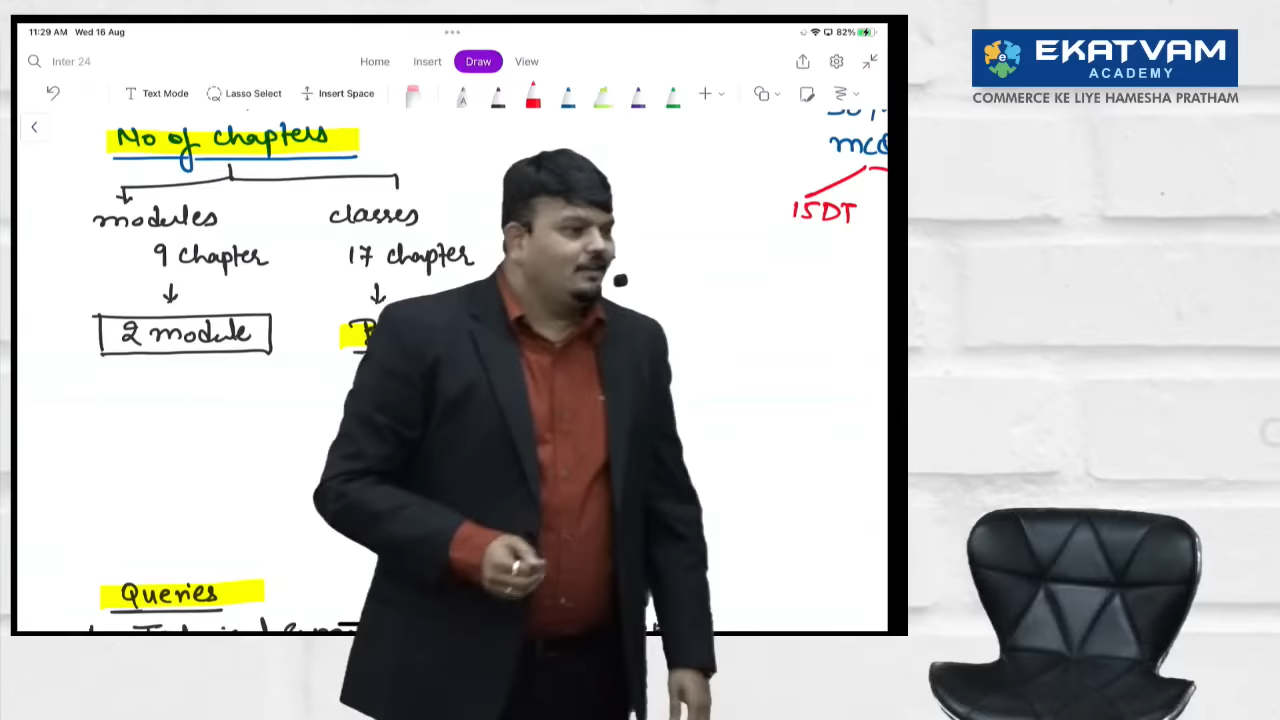 11:29 AM Wed 16 Aug
82%
Inter 24
Home Insert Draw View
Text Mode Lasso Select Insert Space
No of chapters
modules classes
9 chapter 17 chapter
2 module
mcQ
15DT
Queries
EKATVAM
ACADEMY
COMMERCE KE LIYE HAMESHA PRATHAM